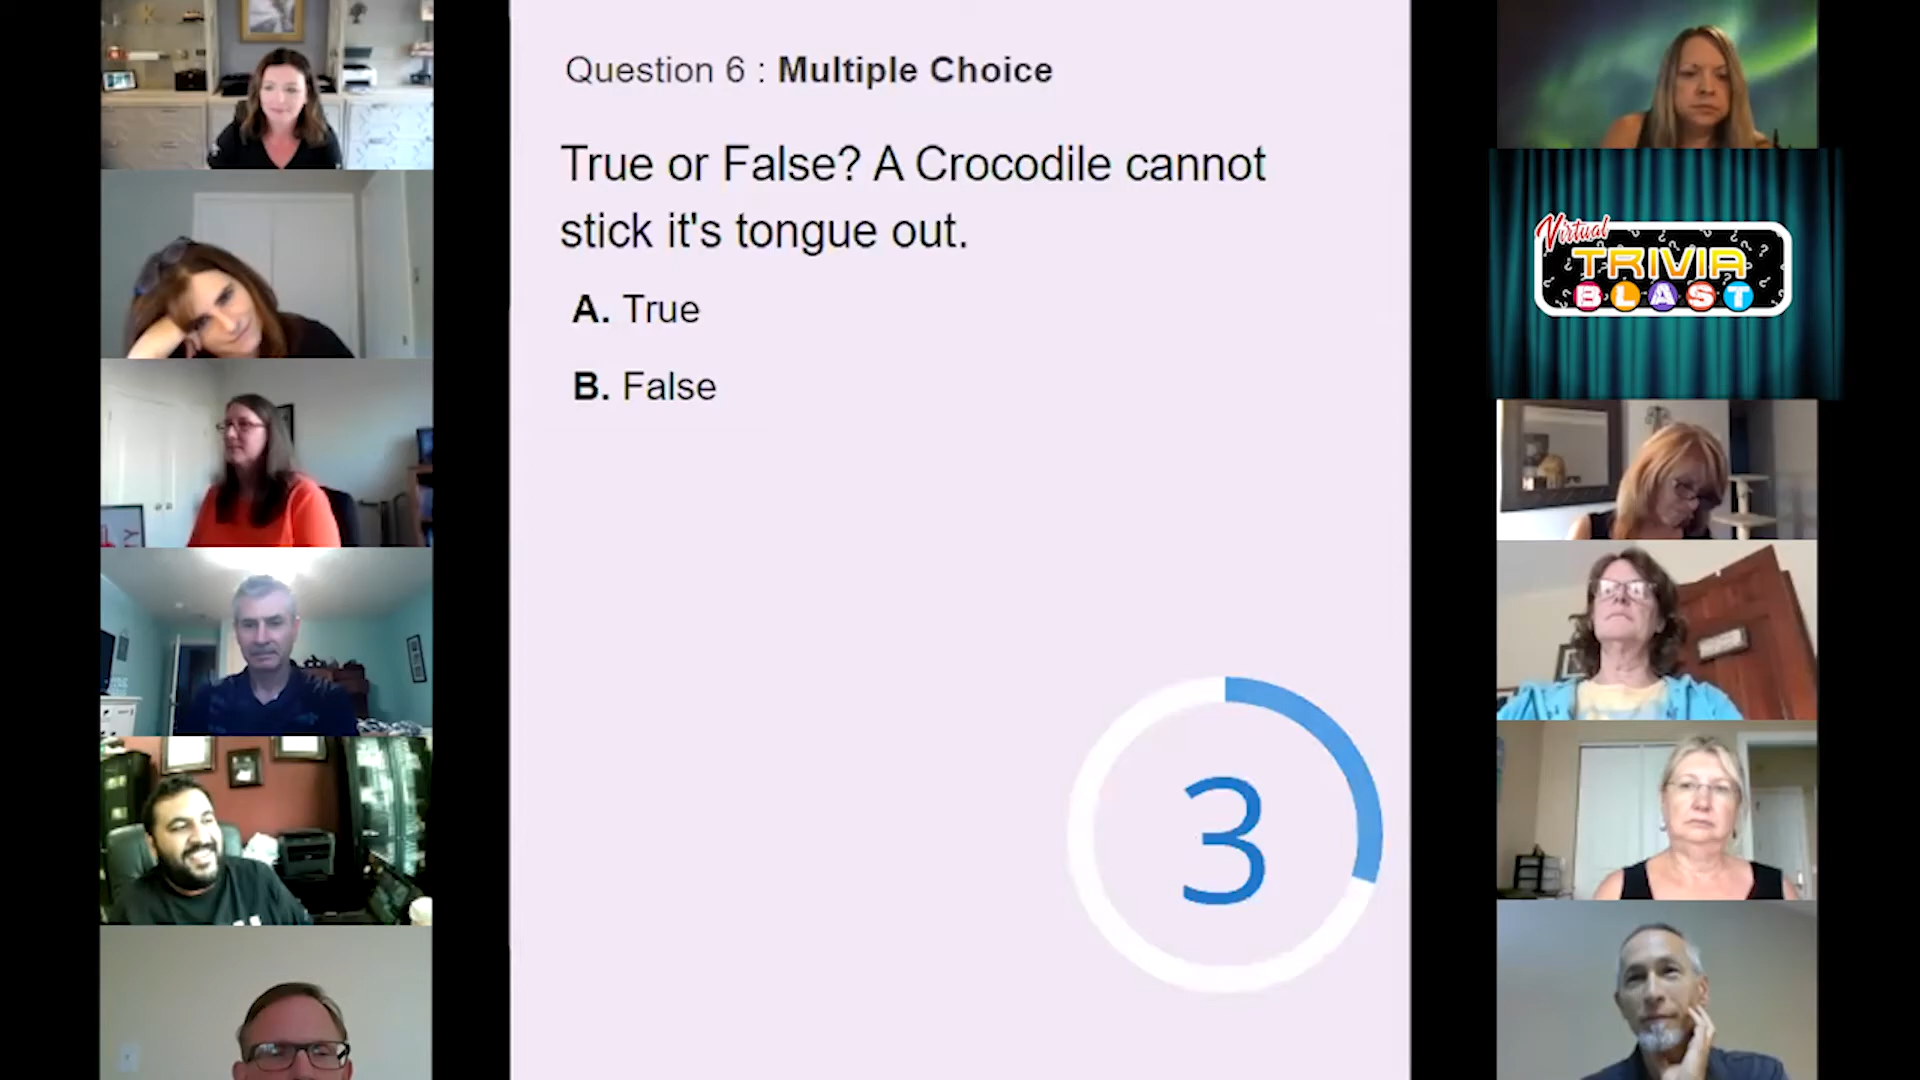 Question 6 : Multiple Choice
True or False? A Crocodile cannot
stick it's tongue out.
A. True
B. False
3
Virtual
TRIVIA
BLAST